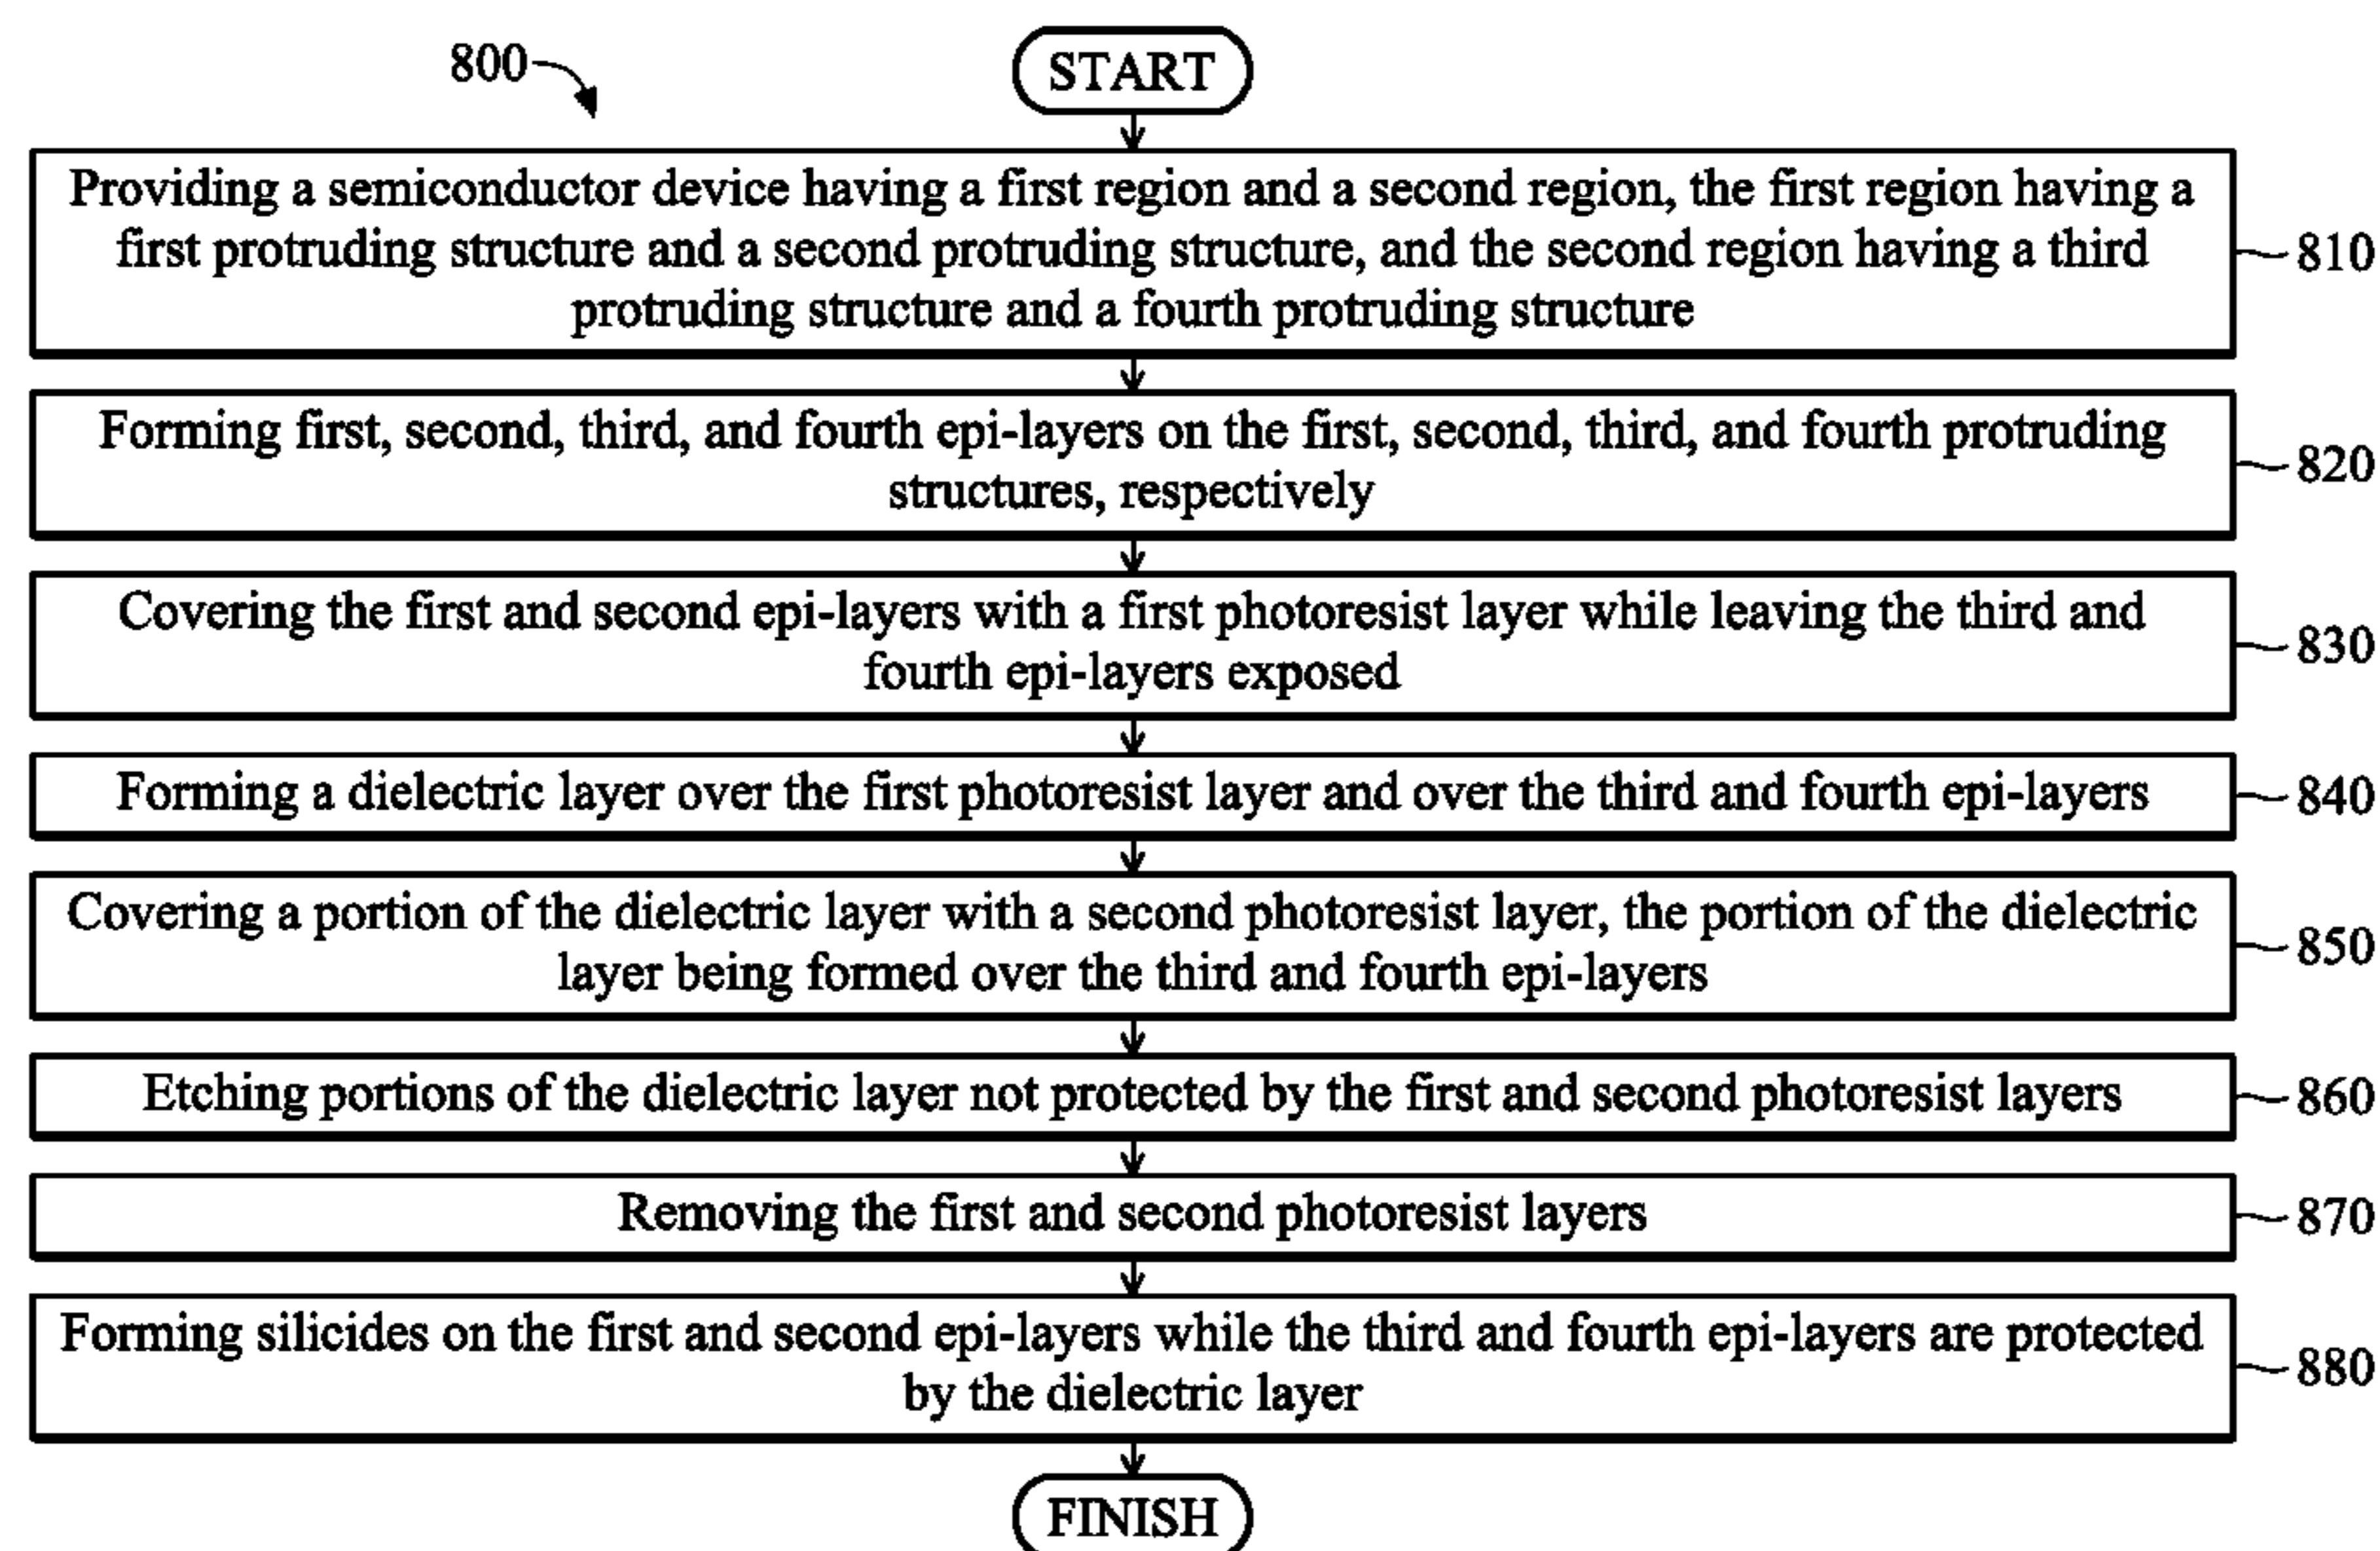 800
START
Providing a semiconductor device having a first region and a second region, the first region having a
first protruding structure and a second protruding structure, and the second region having a third
protruding structure and a fourth protruding structure
810
Forming first, second, third, and fourth epi-layers on the first, second, third, and fourth protruding
structures, respectively
820
Covering the first and second epi-layers with a first photoresist layer while leaving the third and
fourth epi-layers exposed
830
Forming a dielectric layer over the first photoresist layer and over the third and fourth epi-layers
840
Covering a portion of the dielectric layer with a second photoresist layer, the portion of the dielectric
layer being formed over the third and fourth epi-layers
850
Etching portions of the dielectric layer not protected by the first and second photoresist layers
860
Removing the first and second photoresist layers
870
Forming silicides on the first and second epi-layers while the third and fourth epi-layers are protected
by the dielectric layer
880
FINISH